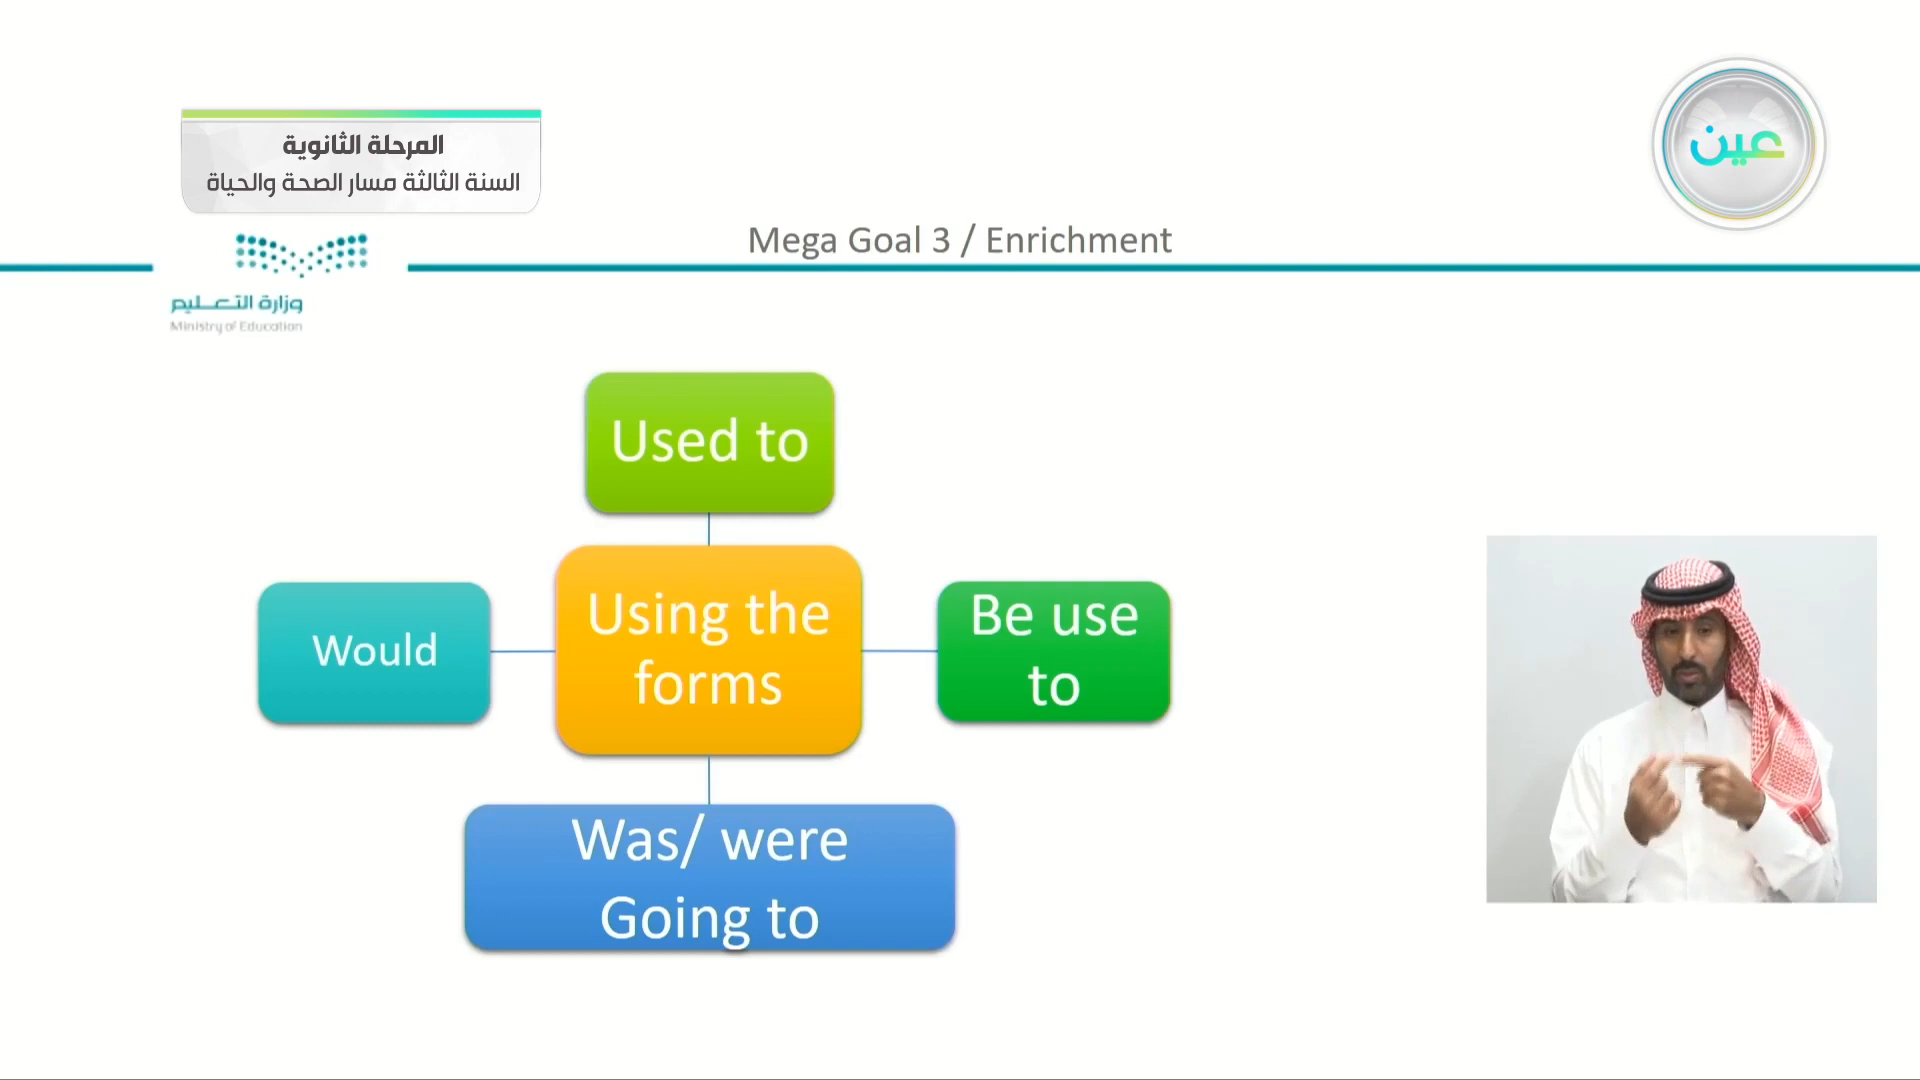 المرحلة الثانوية
السنة الثالثة مسار الصحة والحياة
عين
Mega Goal 3 / Enrichment
وزارة التعليم
Ministry of Education
Used to
Would
Using the
forms
Be use
to
Was/ were
Going to